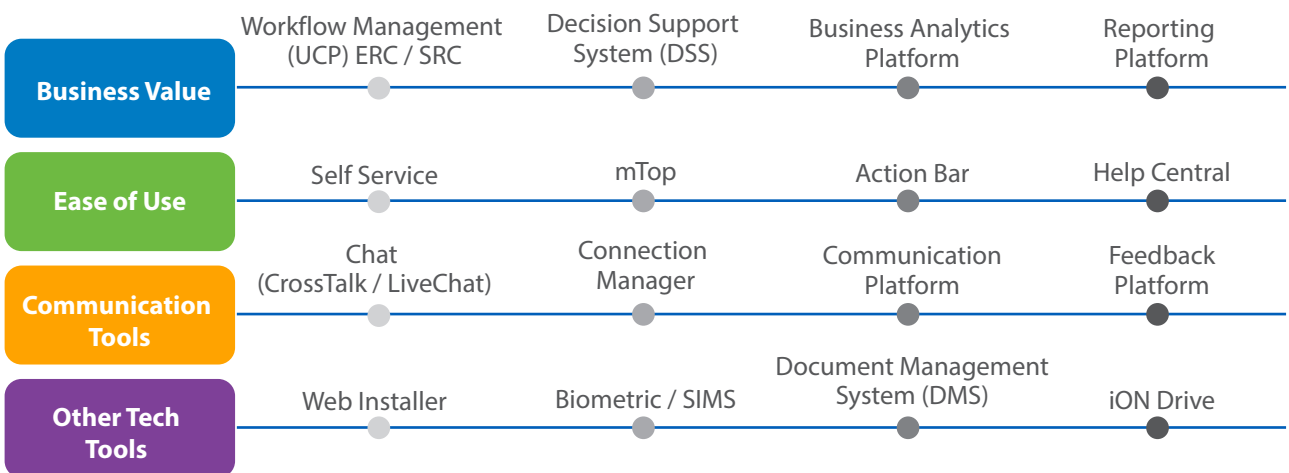 Business Value
Workflow Management
(UCP) ERC / SRC
Decision Support
System (DSS)
Business Analytics
Platform
Reporting
Platform
Ease of Use
Self Service
mTop
Action Bar
Help Central
Communication
Tools
Chat
(CrossTalk / LiveChat)
Connection
Manager
Communication
Platform
Feedback
Platform
Other Tech
Tools
Web Installer
Biometric / SIMS
Document Management
System (DMS)
iON Drive